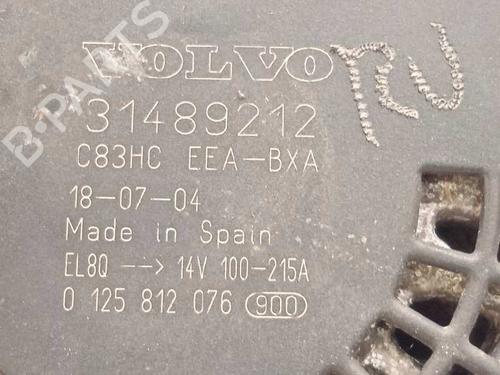 VOLVO
RU
31489212
C83HC EEA-BXA
18-07-04
Made in Spain
EL8Q --> 14V 100-215A
0 125 812 076 900
B-PARTS